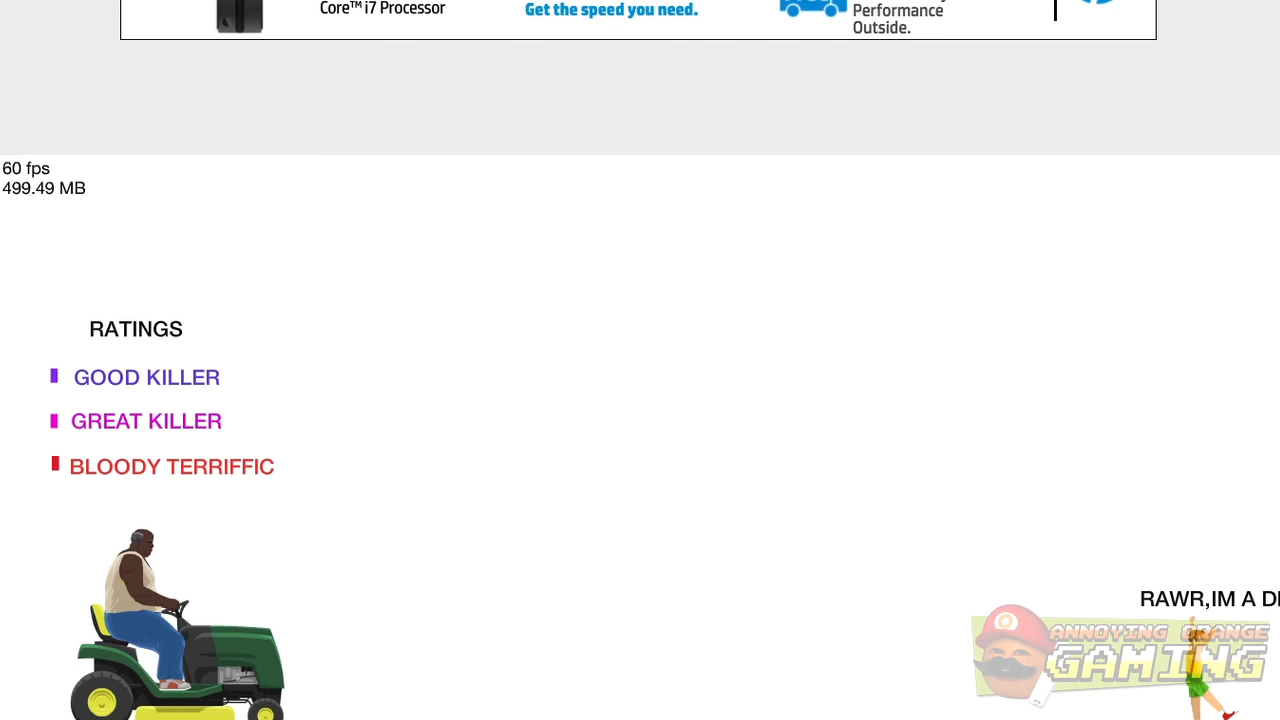 Core™ i7 Processor
Get the speed you need.
Performance
Outside.
60 fps
499.49 MB
RATINGS
GOOD KILLER
GREAT KILLER
BLOODY TERRIFFIC
RAWR,IM A
ANNOYING ORANGE
GAMING